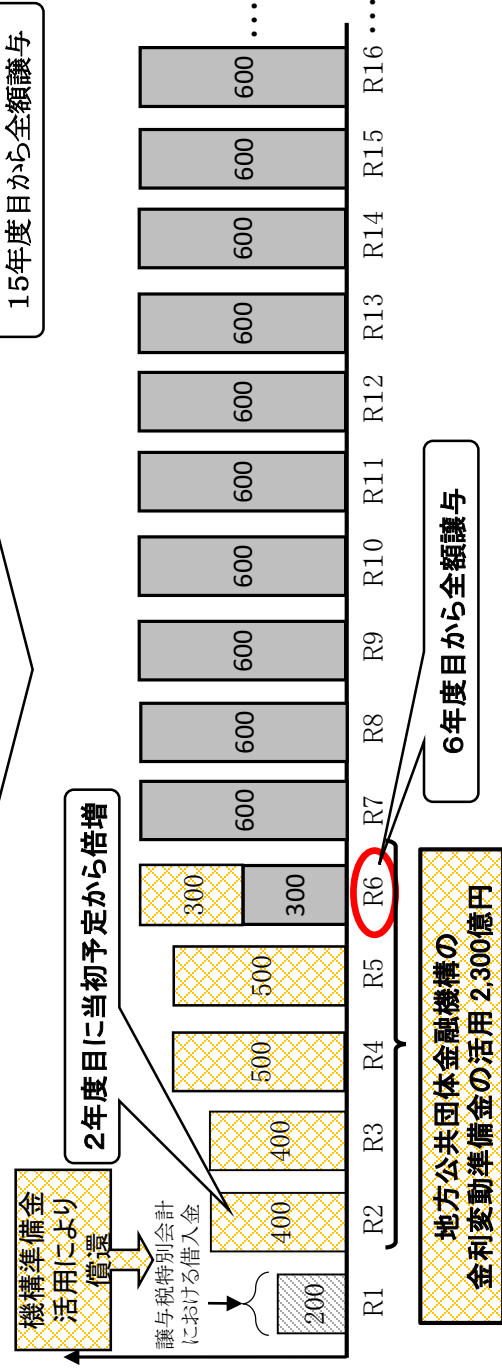 15年度目から全額譲与
2年度目に当初予定から倍増
機構準備金
活用により
償還
譲与税特別会計
における借入金
200
400
400
500
500
300
300
600
600
600
600
600
600
600
600
600
600
……
R1
R2
R3
R4
R5
R6
R7
R8
R9
R10
R11
R12
R13
R14
R15
R16
……
6年度目から全額譲与
地方公共団体金融機構の
金利変動準備金の活用 2,300億円